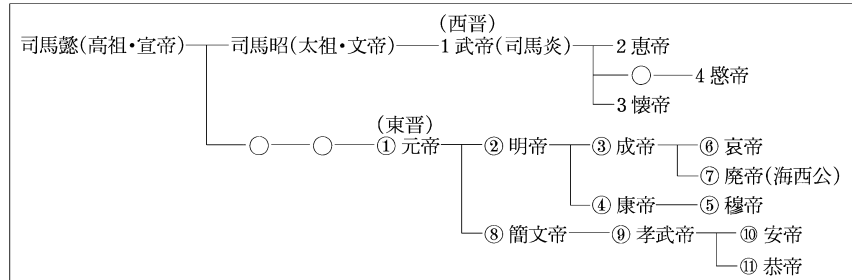 (西晋)
司馬懿(高祖・宣帝) 司馬昭(太祖・文帝) 1 武帝(司馬炎) 2 恵帝
4 愍帝
3 懐帝
(東晋)
① 元帝 ② 明帝 ③ 成帝 ⑥ 哀帝
⑦ 廃帝(海西公)
④ 康帝 ⑤ 穆帝
⑧ 簡文帝 ⑨ 孝武帝 ⑩ 安帝
⑪ 恭帝